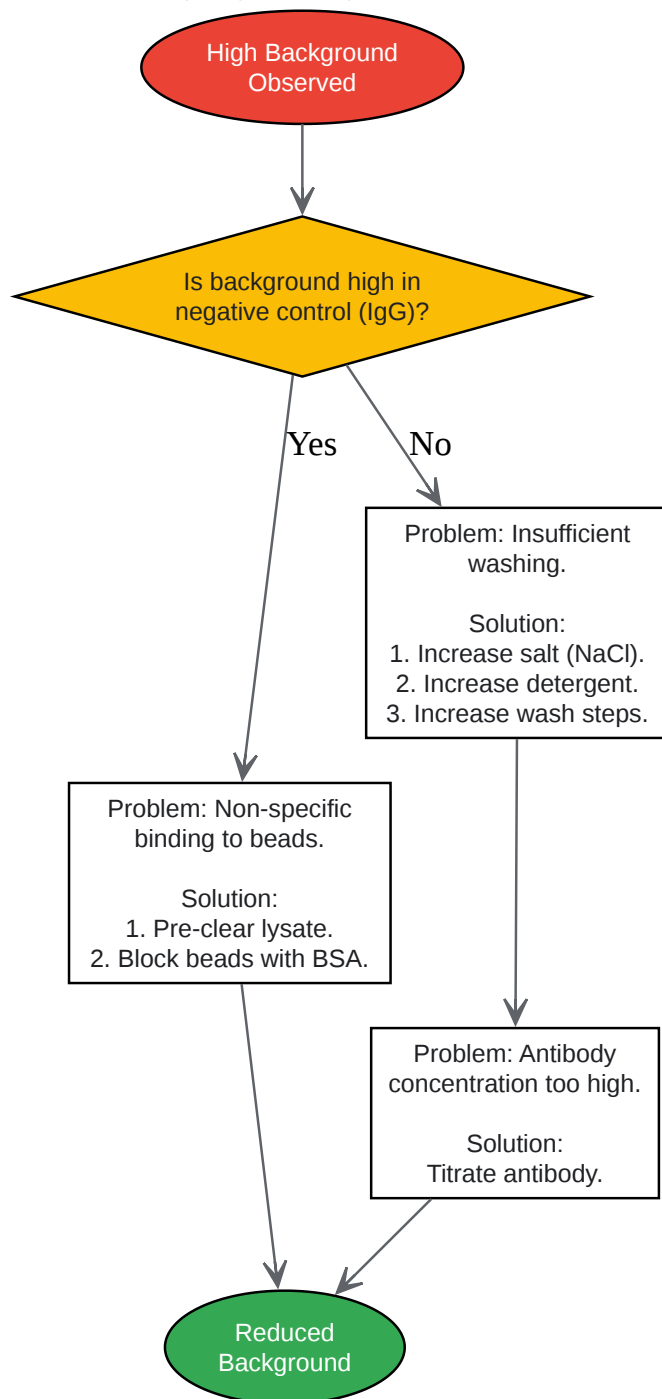 High Background
Observed
Is background high in
negative control (IgG)?
Yes
No
Problem: Insufficient
washing.
Solution:
1. Increase salt (NaCl).
2. Increase detergent.
3. Increase wash steps.
Problem: Non-specific
binding to beads.
Solution:
1. Pre-clear lysate.
2. Block beads with BSA.
Problem: Antibody
concentration too high.
Solution:
Titrate antibody.
Reduced
Background